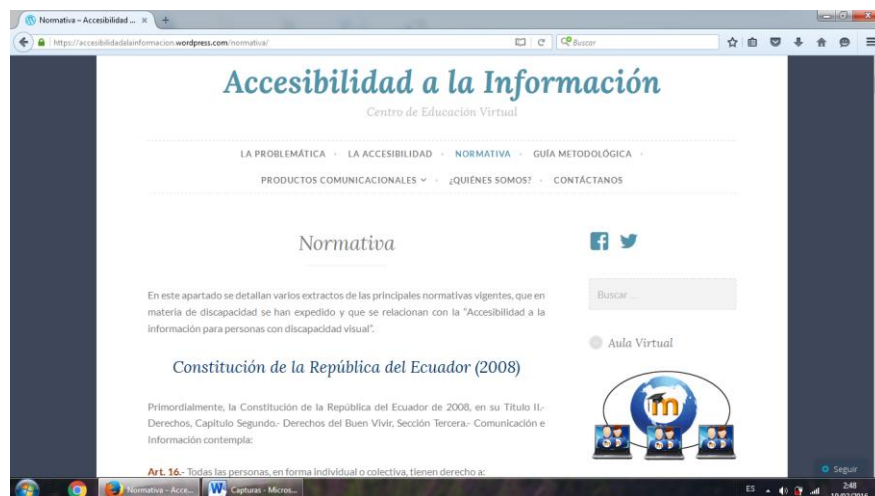 Normativa – Accesibilidad ...
https://accesibilidadalainformacion.wordpress.com/normativa/
Buscar
Accesibilidad a la Información
Centro de Educación Virtual
LA PROBLEMÁTICA
LA ACCESIBILIDAD
NORMATIVA
GUÍA METODOLÓGICA
PRODUCTOS COMUNICACIONALES
¿QUIÉNES SOMOS?
CONTÁCTANOS
Normativa
En este apartado se detallan varios extractos de las principales normativas vigentes, que en
materia de discapacidad se han expedido y que se relacionan con la “Accesibilidad a la
información para personas con discapacidad visual”.
Constitución de la República del Ecuador (2008)
Primordialmente, la Constitución de la República del Ecuador de 2008, en su Título II.-
Derechos, Capitulo Segundo.- Derechos del Buen Vivir, Sección Tercera.- Comunicación e
Información contempla:
Art. 16.- Todas las personas, en forma individual o colectiva, tienen derecho a:
Buscar ...
Aula Virtual
m
Seguir
Normativa – Acce...
Capturas - Micros...
ES
2:48
10/02/2016